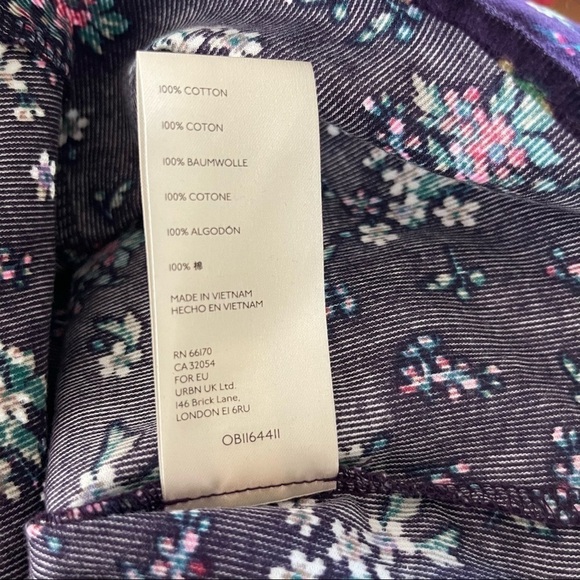 100% COTTON
100% COTON
100% BAUMWOLLE
100% COTONE
100% ALGODÓN
100% 棉
MADE IN VIETNAM
HECHO EN VIETNAM
RN 66170
CA 32054
FOR EU
URBN UK Ltd.
146 Brick Lane,
LONDON E1 6RU
OB1164411